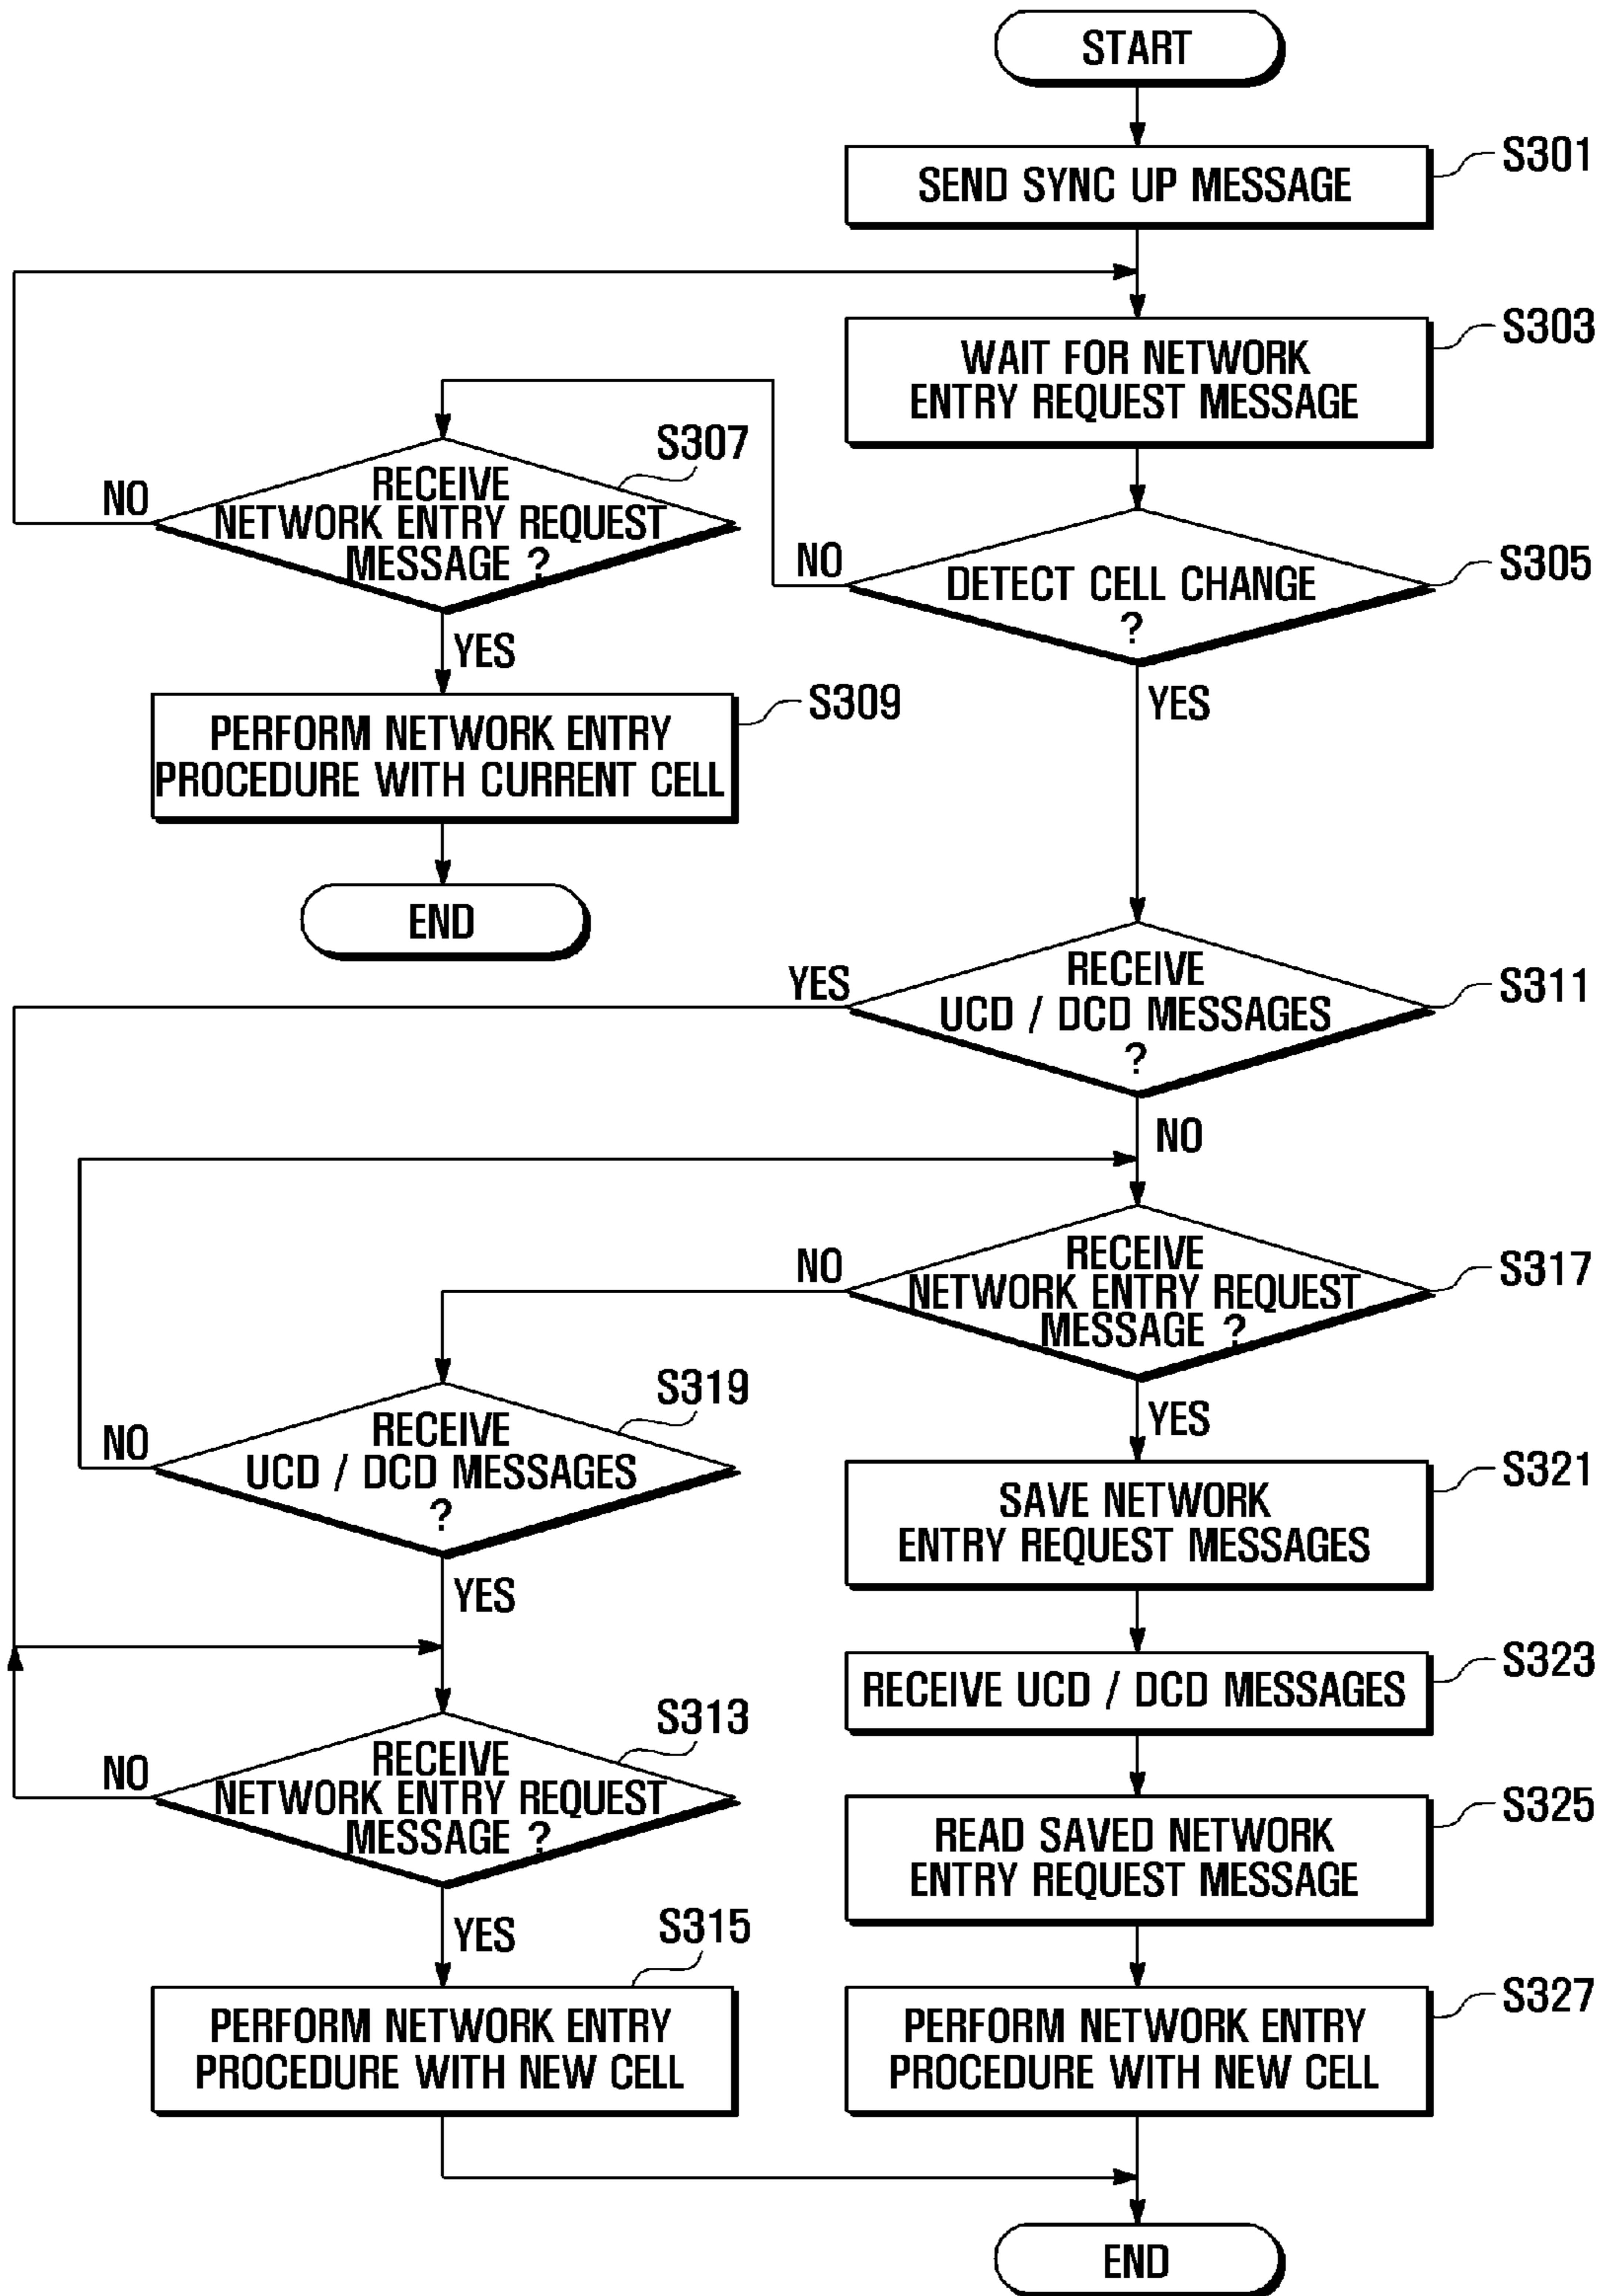 START
SEND SYNC UP MESSAGE
S301
WAIT FOR NETWORK
ENTRY REQUEST MESSAGE
S303
DETECT CELL CHANGE
?
S305
NO
YES
RECEIVE
NETWORK ENTRY REQUEST
MESSAGE ?
S307
NO
YES
PERFORM NETWORK ENTRY
PROCEDURE WITH CURRENT CELL
S309
END
RECEIVE
UCD / DCD MESSAGES
?
S311
YES
NO
RECEIVE
NETWORK ENTRY REQUEST
MESSAGE ?
S317
NO
YES
RECEIVE
UCD / DCD MESSAGES
?
S319
NO
YES
RECEIVE
NETWORK ENTRY REQUEST
MESSAGE ?
S313
NO
YES
PERFORM NETWORK ENTRY
PROCEDURE WITH NEW CELL
S315
SAVE NETWORK
ENTRY REQUEST MESSAGES
S321
RECEIVE UCD / DCD MESSAGES
S323
READ SAVED NETWORK
ENTRY REQUEST MESSAGE
S325
PERFORM NETWORK ENTRY
PROCEDURE WITH NEW CELL
S327
END